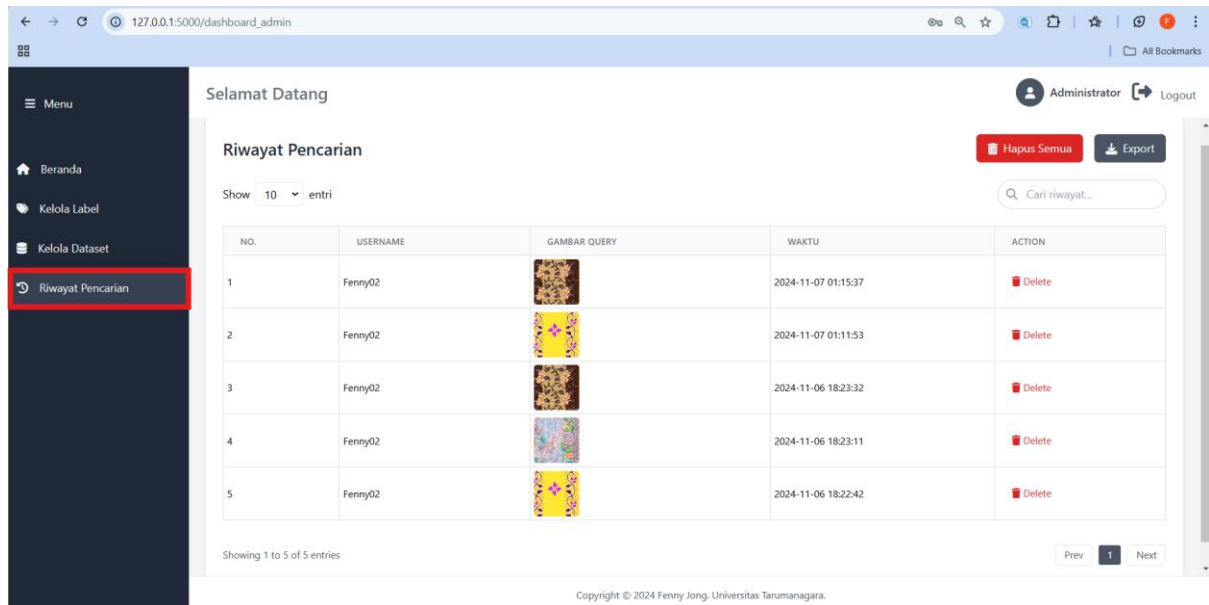 127.0.0.1:5000/dashboard_admin
All Bookmarks
Menu
Selamat Datang
Administrator Logout
Beranda
Kelola Label
Kelola Dataset
Riwayat Pencarian
Riwayat Pencarian
Hapus Semua Export
Show 10 entri
Cari riwayat...
NO. USERNAME GAMBAR QUERY WAKTU ACTION
1 Fenny02 2024-11-07 01:15:37 Delete
2 Fenny02 2024-11-07 01:11:53 Delete
3 Fenny02 2024-11-06 18:23:32 Delete
4 Fenny02 2024-11-06 18:23:11 Delete
5 Fenny02 2024-11-06 18:22:42 Delete
Showing 1 to 5 of 5 entries
Prev 1 Next
Copyright © 2024 Fenny Jong. Universitas Tarumanagara.